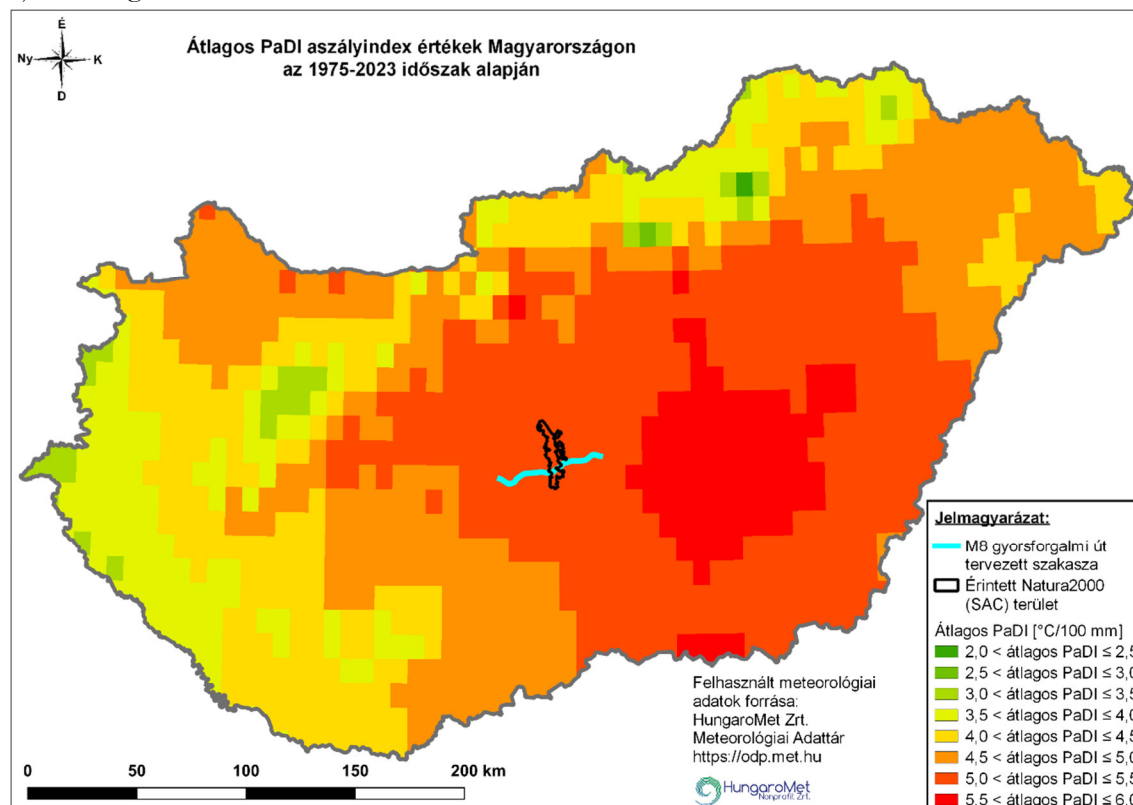 Átlagos PaDI aszályindex értékek Magyarországon
az 1975-2023 időszak alapján
É
Ny
K
D
Jelmagyarázat:
M8 gyorsforgalmi út
tervezett szakasza
Érintett Natura2000
(SAC) terület
Átlagos PaDI [°C/100 mm]
2,0 < átlagos PaDI ≤ 2,5
2,5 < átlagos PaDI ≤ 3,0
3,0 < átlagos PaDI ≤ 3,5
3,5 < átlagos PaDI ≤ 4,0
4,0 < átlagos PaDI ≤ 4,5
4,5 < átlagos PaDI ≤ 5,0
5,0 < átlagos PaDI ≤ 5,5
5,5 < átlagos PaDI ≤ 6,0
Felhasznált meteorológiai
adatok forrása:
HungaroMet Zrt.
Meteorológiai Adattár
https://odp.met.hu
HungaroMet
Nonprofit Zrt.
0 50 100 150 200 km